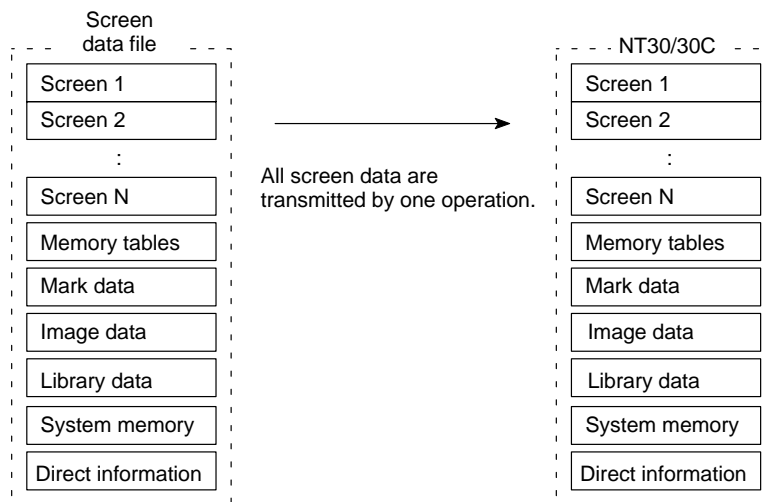 Screen
data file
Screen 1
Screen 2
:
Screen N
Memory tables
Mark data
Image data
Library data
System memory
Direct information
All screen data are
transmitted by one operation.
NT30/30C
Screen 1
Screen 2
:
Screen N
Memory tables
Mark data
Image data
Library data
System memory
Direct information